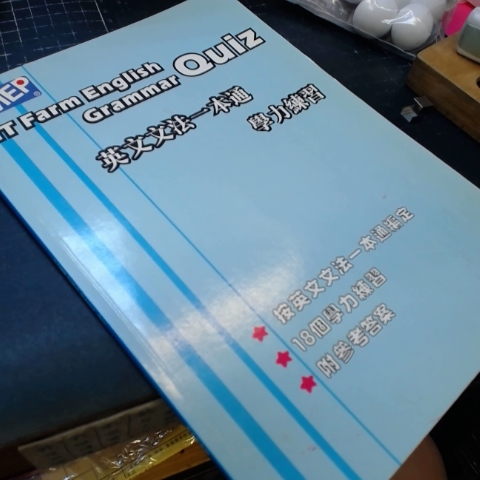 EP
T Farm English
Grammar Quiz
英文文法一本通
學力練習
★ 按英文文法一本通編定
★ 18個學力練習
★ 附參考答案